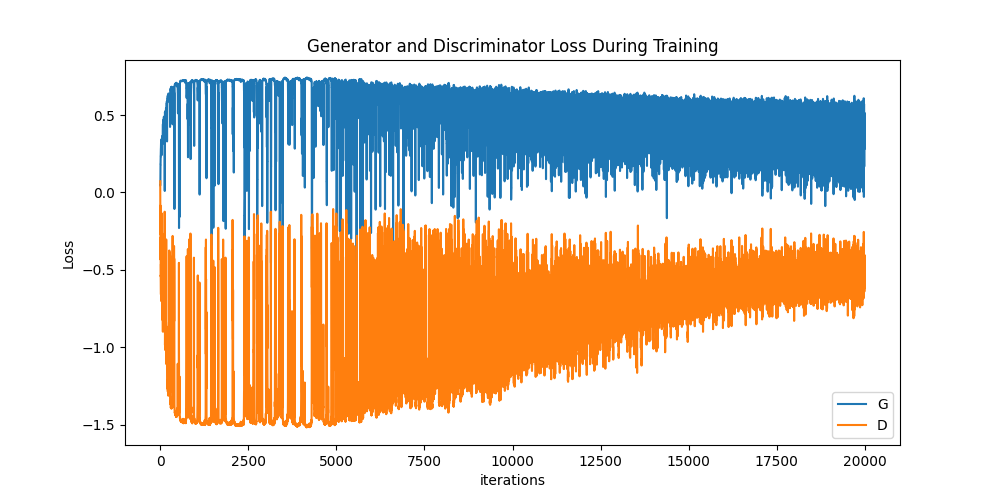 Generator and Discriminator Loss During Training
Loss
0.5
0.0
−0.5
−1.0
−1.5
0 2500 5000 7500 10000 12500 15000 17500 20000
iterations
G
D